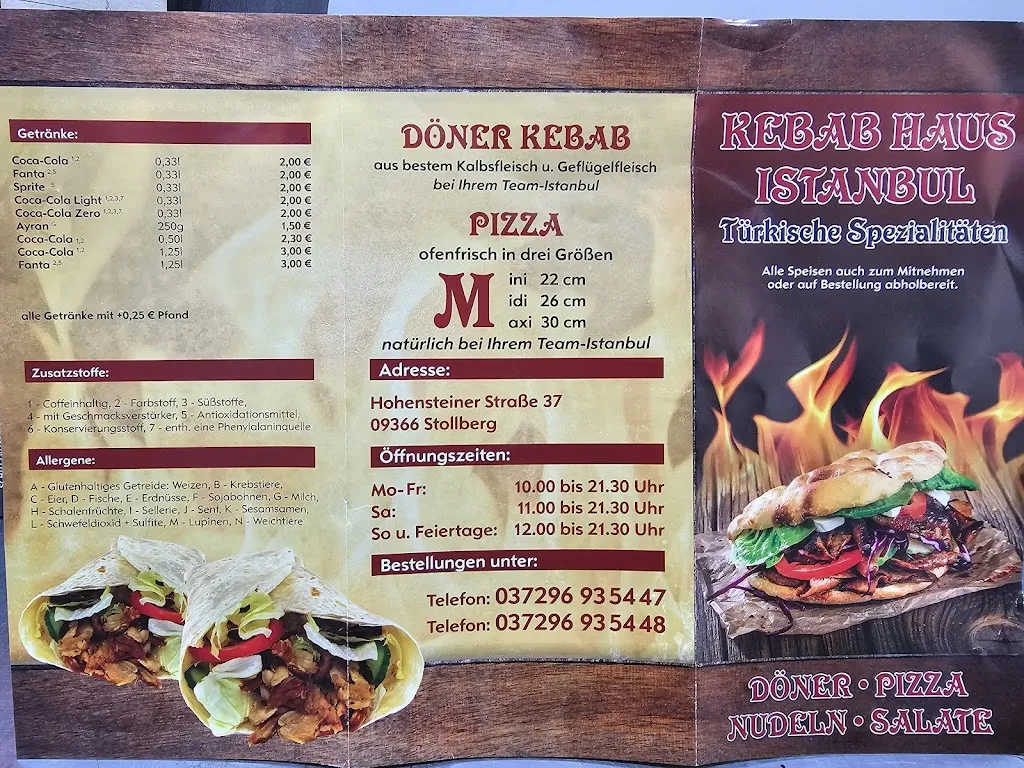 Getränke:
Coca-Cola 1,2 0,33l 2,00 €
Fanta 2,5 0,33l 2,00 €
Sprite 0,33l 2,00 €
Coca-Cola Light 1,2,3,7 0,33l 2,00 €
Coca-Cola Zero 1,2,3,7 0,33l 2,00 €
Ayran 250g 1,50 €
Coca-Cola 1,2 0,50l 2,30 €
Coca-Cola 1,2 1,25l 3,00 €
Fanta 2,5 1,25l 3,00 €
alle Getränke mit +0,25 € Pfand
Zusatzstoffe:
1 - Coffeinhaltig, 2 - Farbstoff, 3 - Süßstoffe,
4 - mit Geschmacksverstärker, 5 - Antioxidationsmittel,
6 - Konservierungsstoff, 7 - enth. eine Phenylalaninquelle
Allergene:
A - Glutenhaltiges Getreide: Weizen, B - Krebstiere,
C - Eier, D - Fische, E - Erdnüsse, F - Sojabohnen, G - Milch,
H - Schalenfrüchte, I - Sellerie, J - Senf, K - Sesamsamen,
L - Schwefeldioxid + Sulfite, M - Lupinen, N - Weichtiere
DÖNER KEBAB
aus bestem Kalbsfleisch u. Geflügelfleisch
bei Ihrem Team-Istanbul
PIZZA
ofenfrisch in drei Größen
Mini 22 cm
idi 26 cm
axi 30 cm
natürlich bei Ihrem Team-Istanbul
Adresse:
Hohensteiner Straße 37
09366 Stollberg
Öffnungszeiten:
Mo-Fr: 10.00 bis 21.30 Uhr
Sa: 11.00 bis 21.30 Uhr
So u. Feiertage: 12.00 bis 21.30 Uhr
Bestellungen unter:
Telefon: 037296 935447
Telefon: 037296 935448
KEBAB HAUS
ISTANBUL
Türkische Spezialitäten
Alle Speisen auch zum Mitnehmen
oder auf Bestellung abholbereit.
DÖNER • PIZZA
NUDELN • SALATE